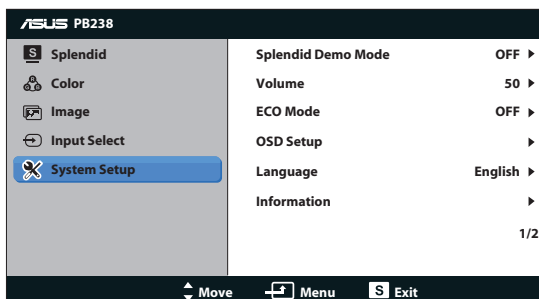 ASUS PB238
S Splendid
Color
Image
Input Select
System Setup
Splendid Demo Mode OFF
Volume 50
ECO Mode OFF
OSD Setup
Language English
Information
1/2
Move Menu S Exit